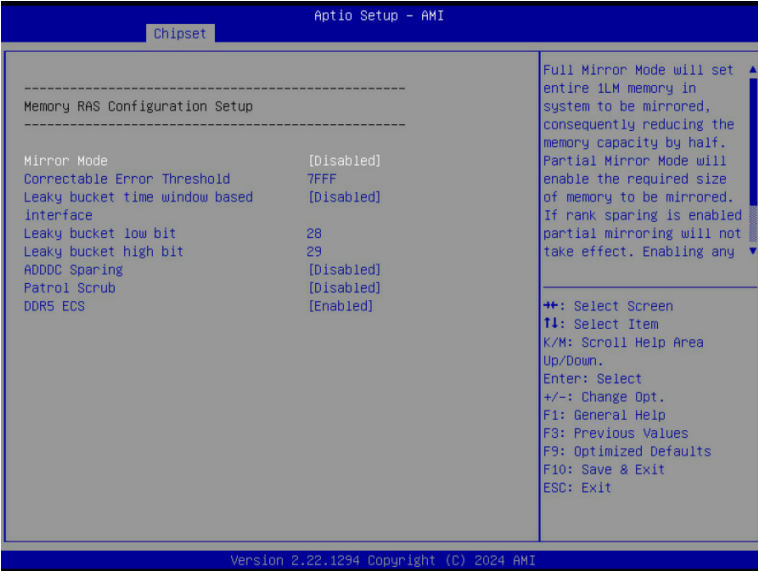 Aptio Setup - AMI
Chipset
--------------------------------------------------
Memory RAS Configuration Setup
--------------------------------------------------
Mirror Mode [Disabled]
Correctable Error Threshold 7FFF
Leaky bucket time window based [Disabled]
interface
Leaky bucket low bit 28
Leaky bucket high bit 29
ADDDC Sparing [Disabled]
Patrol Scrub [Disabled]
DDR5 ECS [Enabled]
Full Mirror Mode will set
entire 1LM memory in
system to be mirrored,
consequently reducing the
memory capacity by half.
Partial Mirror Mode will
enable the required size
of memory to be mirrored.
If rank sparing is enabled
partial mirroring will not
take effect. Enabling any
→←: Select Screen
↑↓: Select Item
K/M: Scroll Help Area
Up/Down.
Enter: Select
+/-: Change Opt.
F1: General Help
F3: Previous Values
F9: Optimized Defaults
F10: Save & Exit
ESC: Exit
Version 2.22.1294 Copyright (C) 2024 AMI